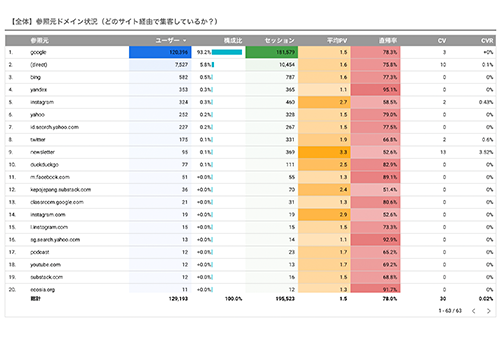 【全体】参照元ドメイン状況（どのサイト経由で集客しているか？）
参照元 ユーザー 構成比 セッション 平均PV 直帰率 CV CVR
1. google 93.2% 1.5 78.3% 3 +0%
2. (direct) 7,527 5.8% 10,454 1.6 75.8% 10 0.1%
3. bing 582 0.5% 787 1.6 77.3% 0 0%
4. yandex 353 0.3% 365 1.1 95.1% 0 0%
5. instagram 324 0.3% 460 2.7 58.5% 2 0.43%
6. yahoo 252 0.2% 328 1.5 79.0% 0 0%
7. id.search.yahoo.com 227 0.2% 267 1.5 77.5% 0 0%
8. twitter 175 0.1% 331 1.9 66.5% 2 0.6%
9. newsletter 95 0.1% 369 3.3 52.6% 13 3.52%
10. duckduckgo 77 0.1% 111 2.5 82.9% 0 0%
11. m.facebook.com 51 +0.0% 55 1.3 89.1% 0 0%
12. kepojepang.substack.com 36 +0.0% 70 2.4 51.4% 0 0%
13. classroom.google.com 21 +0.0% 31 1.3 80.6% 0 0%
14. instagram.com 19 +0.0% 19 2.9 52.6% 0 0%
15. l.instagram.com 15 +0.0% 15 1.5 73.3% 0 0%
16. sg.search.yahoo.com 13 +0.0% 14 1.1 92.9% 0 0%
17. podcast 12 +0.0% 23 1.7 65.2% 0 0%
18. youtube.com 12 +0.0% 13 1.7 69.2% 0 0%
19. substack.com 12 +0.0% 16 1.5 68.8% 0 0%
20. ecosia.org 11 +0.0% 12 1.3 91.7% 0 0%
総計 129,193 100.0% 195,523 1.5 78.0% 30 0.02%
1 - 63 / 63 < >